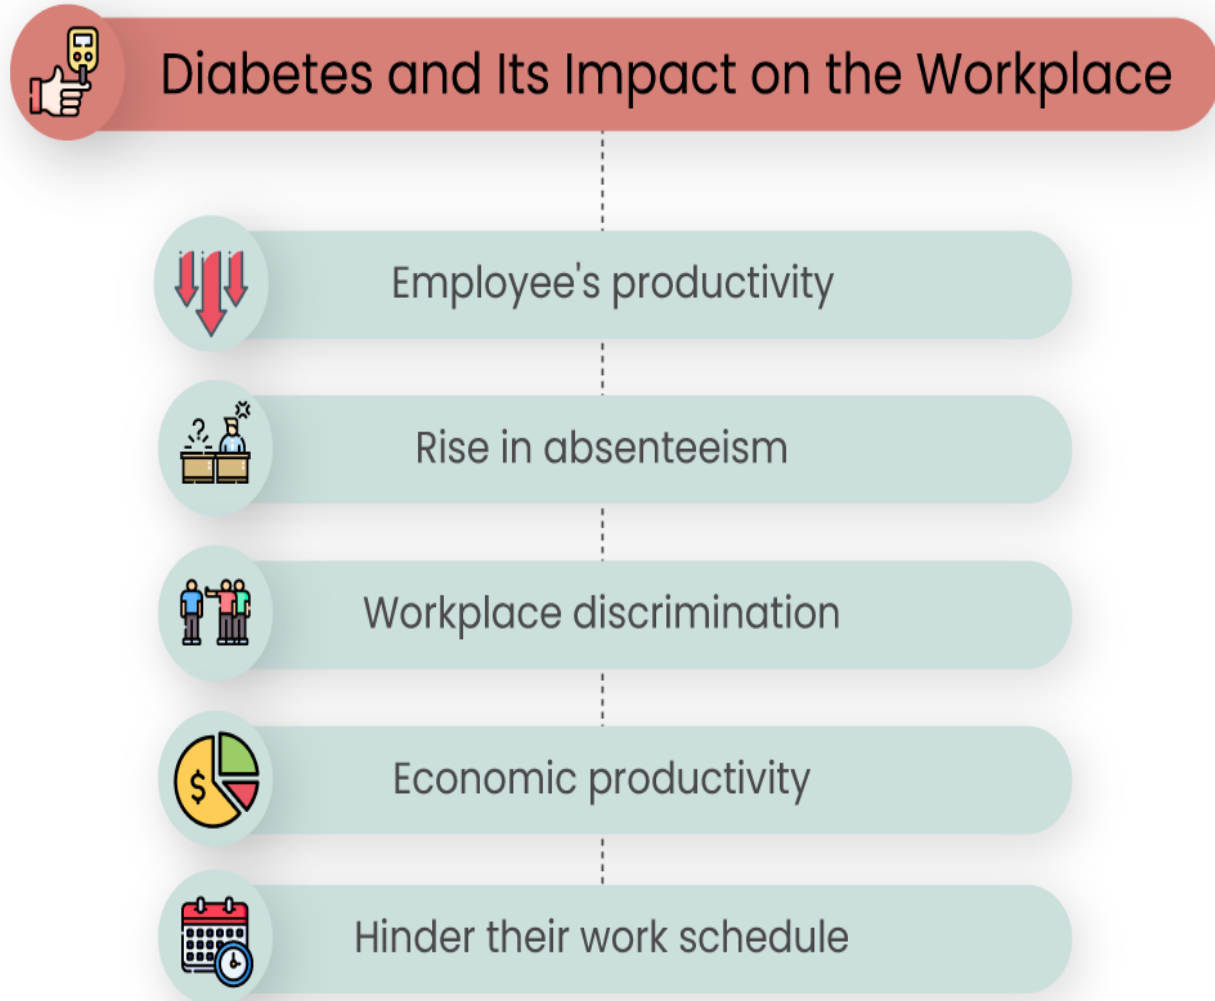 Diabetes and Its Impact on the Workplace
Employee's productivity
Rise in absenteeism
Workplace discrimination
Economic productivity
Hinder their work schedule